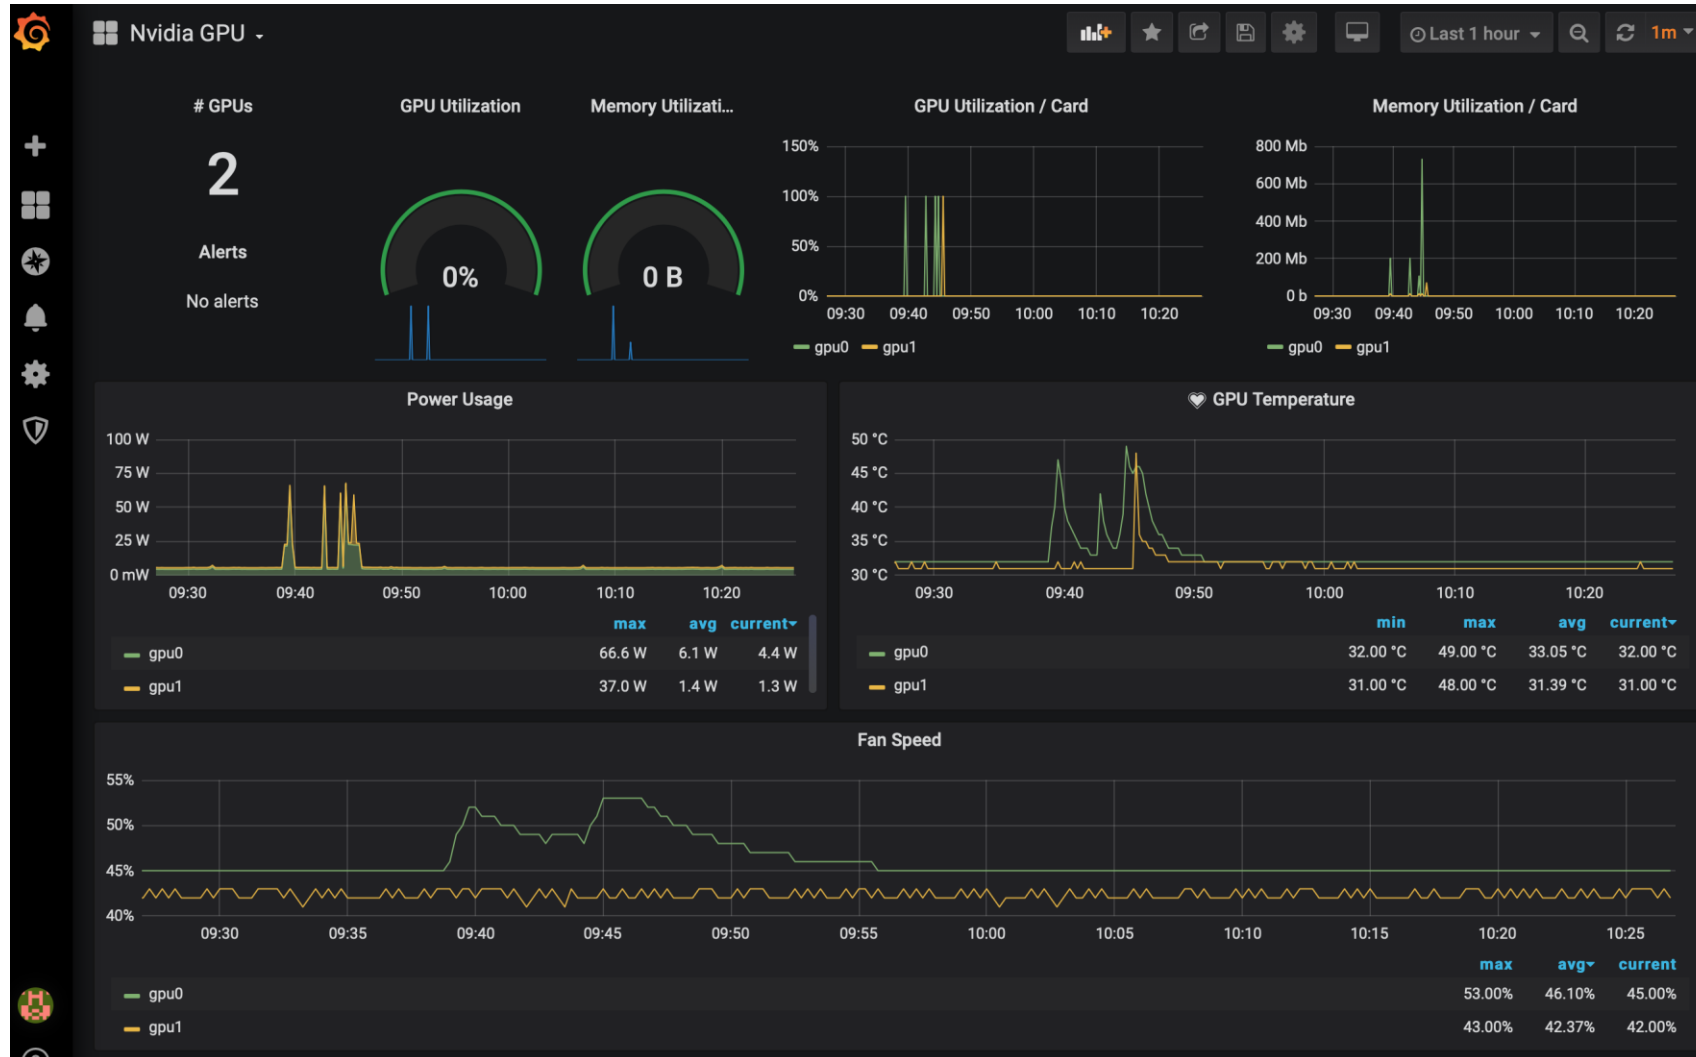 Nvidia GPU
Last 1 hour
1m
# GPUs
2
Alerts
No alerts
GPU Utilization
0%
Memory Utilizati...
0 B
GPU Utilization / Card
150%
100%
50%
0%
09:30 09:40 09:50 10:00 10:10 10:20
gpu0 gpu1
Memory Utilization / Card
800 Mb
600 Mb
400 Mb
200 Mb
0 b
09:30 09:40 09:50 10:00 10:10 10:20
gpu0 gpu1
Power Usage
100 W
75 W
50 W
25 W
0 mW
09:30 09:40 09:50 10:00 10:10 10:20
max avg current
gpu0 66.6 W 6.1 W 4.4 W
gpu1 37.0 W 1.4 W 1.3 W
GPU Temperature
50 °C
45 °C
40 °C
35 °C
30 °C
09:30 09:40 09:50 10:00 10:10 10:20
min max avg current
gpu0 32.00 °C 49.00 °C 33.05 °C 32.00 °C
gpu1 31.00 °C 48.00 °C 31.39 °C 31.00 °C
Fan Speed
55%
50%
45%
40%
09:30 09:35 09:40 09:45 09:50 09:55 10:00 10:05 10:10 10:15 10:20 10:25
max avg current
gpu0 53.00% 46.10% 45.00%
gpu1 43.00% 42.37% 42.00%